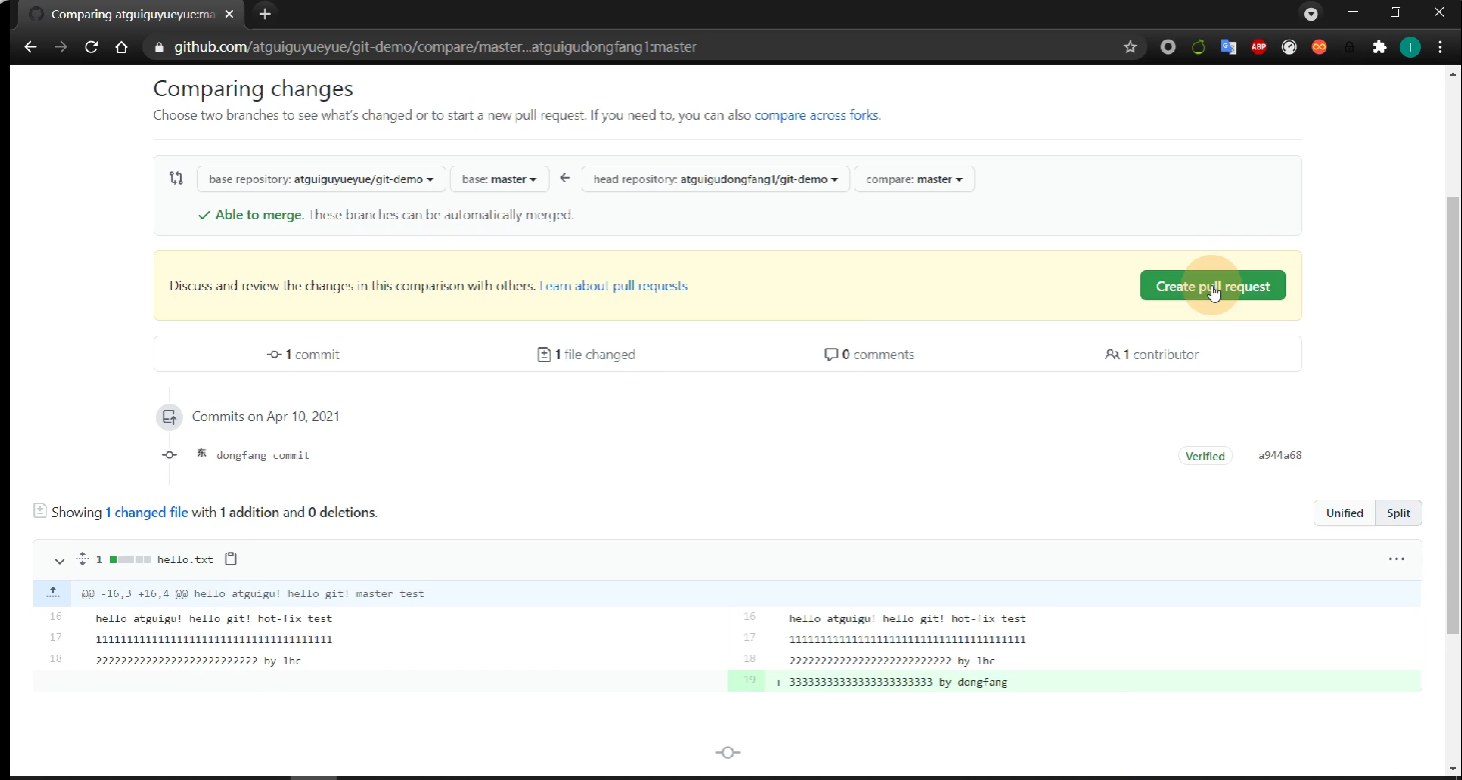 Comparing atguiguyueyue:ma
github.com/atguiguyueyue/git-demo/compare/master...atguigudongfang1:master
ABP
I
Comparing changes
Choose two branches to see what's changed or to start a new pull request. If you need to, you can also compare across forks.
base repository: atguiguyueyue/git-demo base: master head repository: atguigudongfang1/git-demo compare: master
Able to merge. These branches can be automatically merged.
Discuss and review the changes in this comparison with others. Learn about pull requests
Create pull request
1 commit 1 file changed 0 comments 1 contributor
Commits on Apr 10, 2021
东 dongfang commit Verified a944a68
Showing 1 changed file with 1 addition and 0 deletions.
Unified Split
1 hello.txt
@@ -16,3 +16,4 @@ hello atguigu! hello git! master test
16 hello atguigu! hello git! hot-fix test 16 hello atguigu! hello git! hot-fix test
17 17
18 by lhc 18 by lhc
19 + by dongfang